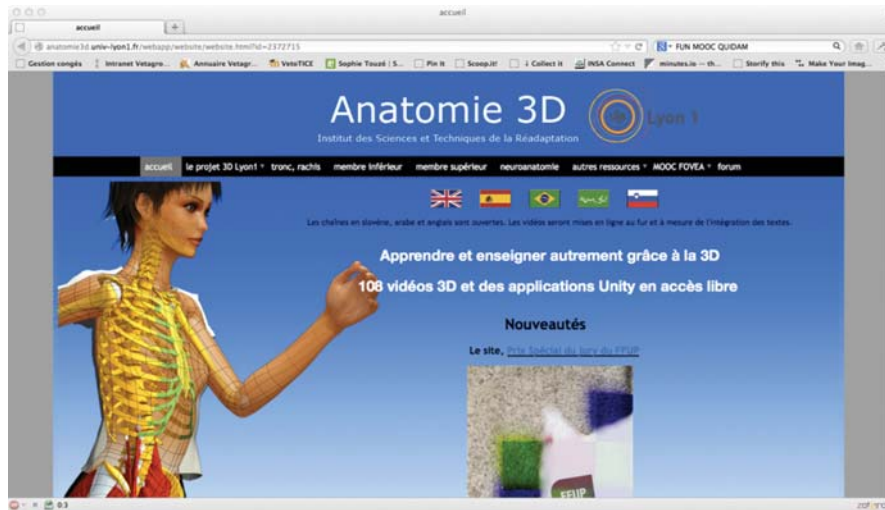 accueil
accueil
anatomie3d.univ-lyon1.fr/webapp/website/website.html?id=2372715
FUN MOOC QUIDAM
Gestion congés Intranet Vetagro... Annuaire Vetagr... VetoTICE Sophie Touzé | S... Pin It Scoop.it! ↓ Collect it INSA Connect minutes.io -- th... Storify this Make Your Imag...
Anatomie 3D
Lyon 1
Institut des Sciences et Techniques de la Réadaptation
accueil le projet 3D Lyon1 tronc, rachis membre inférieur membre supérieur neuroanatomie autres ressources MOOC FOVEA forum
Les chaînes en slovène, arabe et anglais sont ouvertes. Les vidéos seront mises en ligne au fur et à mesure de l'intégration des textes.
Apprendre et enseigner autrement grâce à la 3D
108 vidéos 3D et des applications Unity en accès libre
Nouveautés
Le site, Prix Spécial du Jury du FFUP
FFUP
0:3
zotero